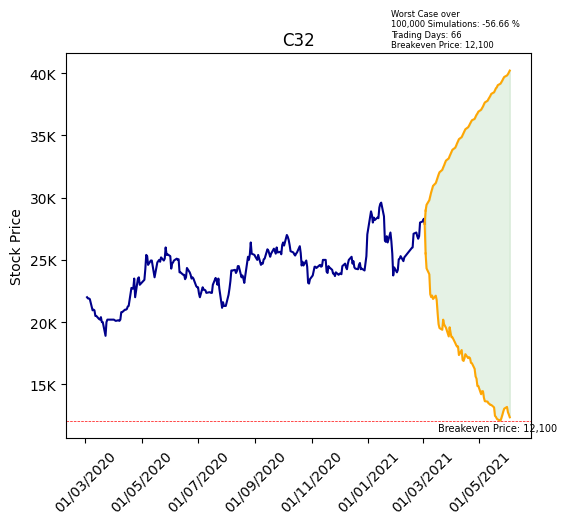 Worst Case over
100,000 Simulations: -56.66 %
Trading Days: 66
Breakeven Price: 12,100
C32
Stock Price
40K
35K
30K
25K
20K
15K
Breakeven Price: 12,100
01/03/2020
01/05/2020
01/07/2020
01/09/2020
01/11/2020
01/01/2021
01/03/2021
01/05/2021